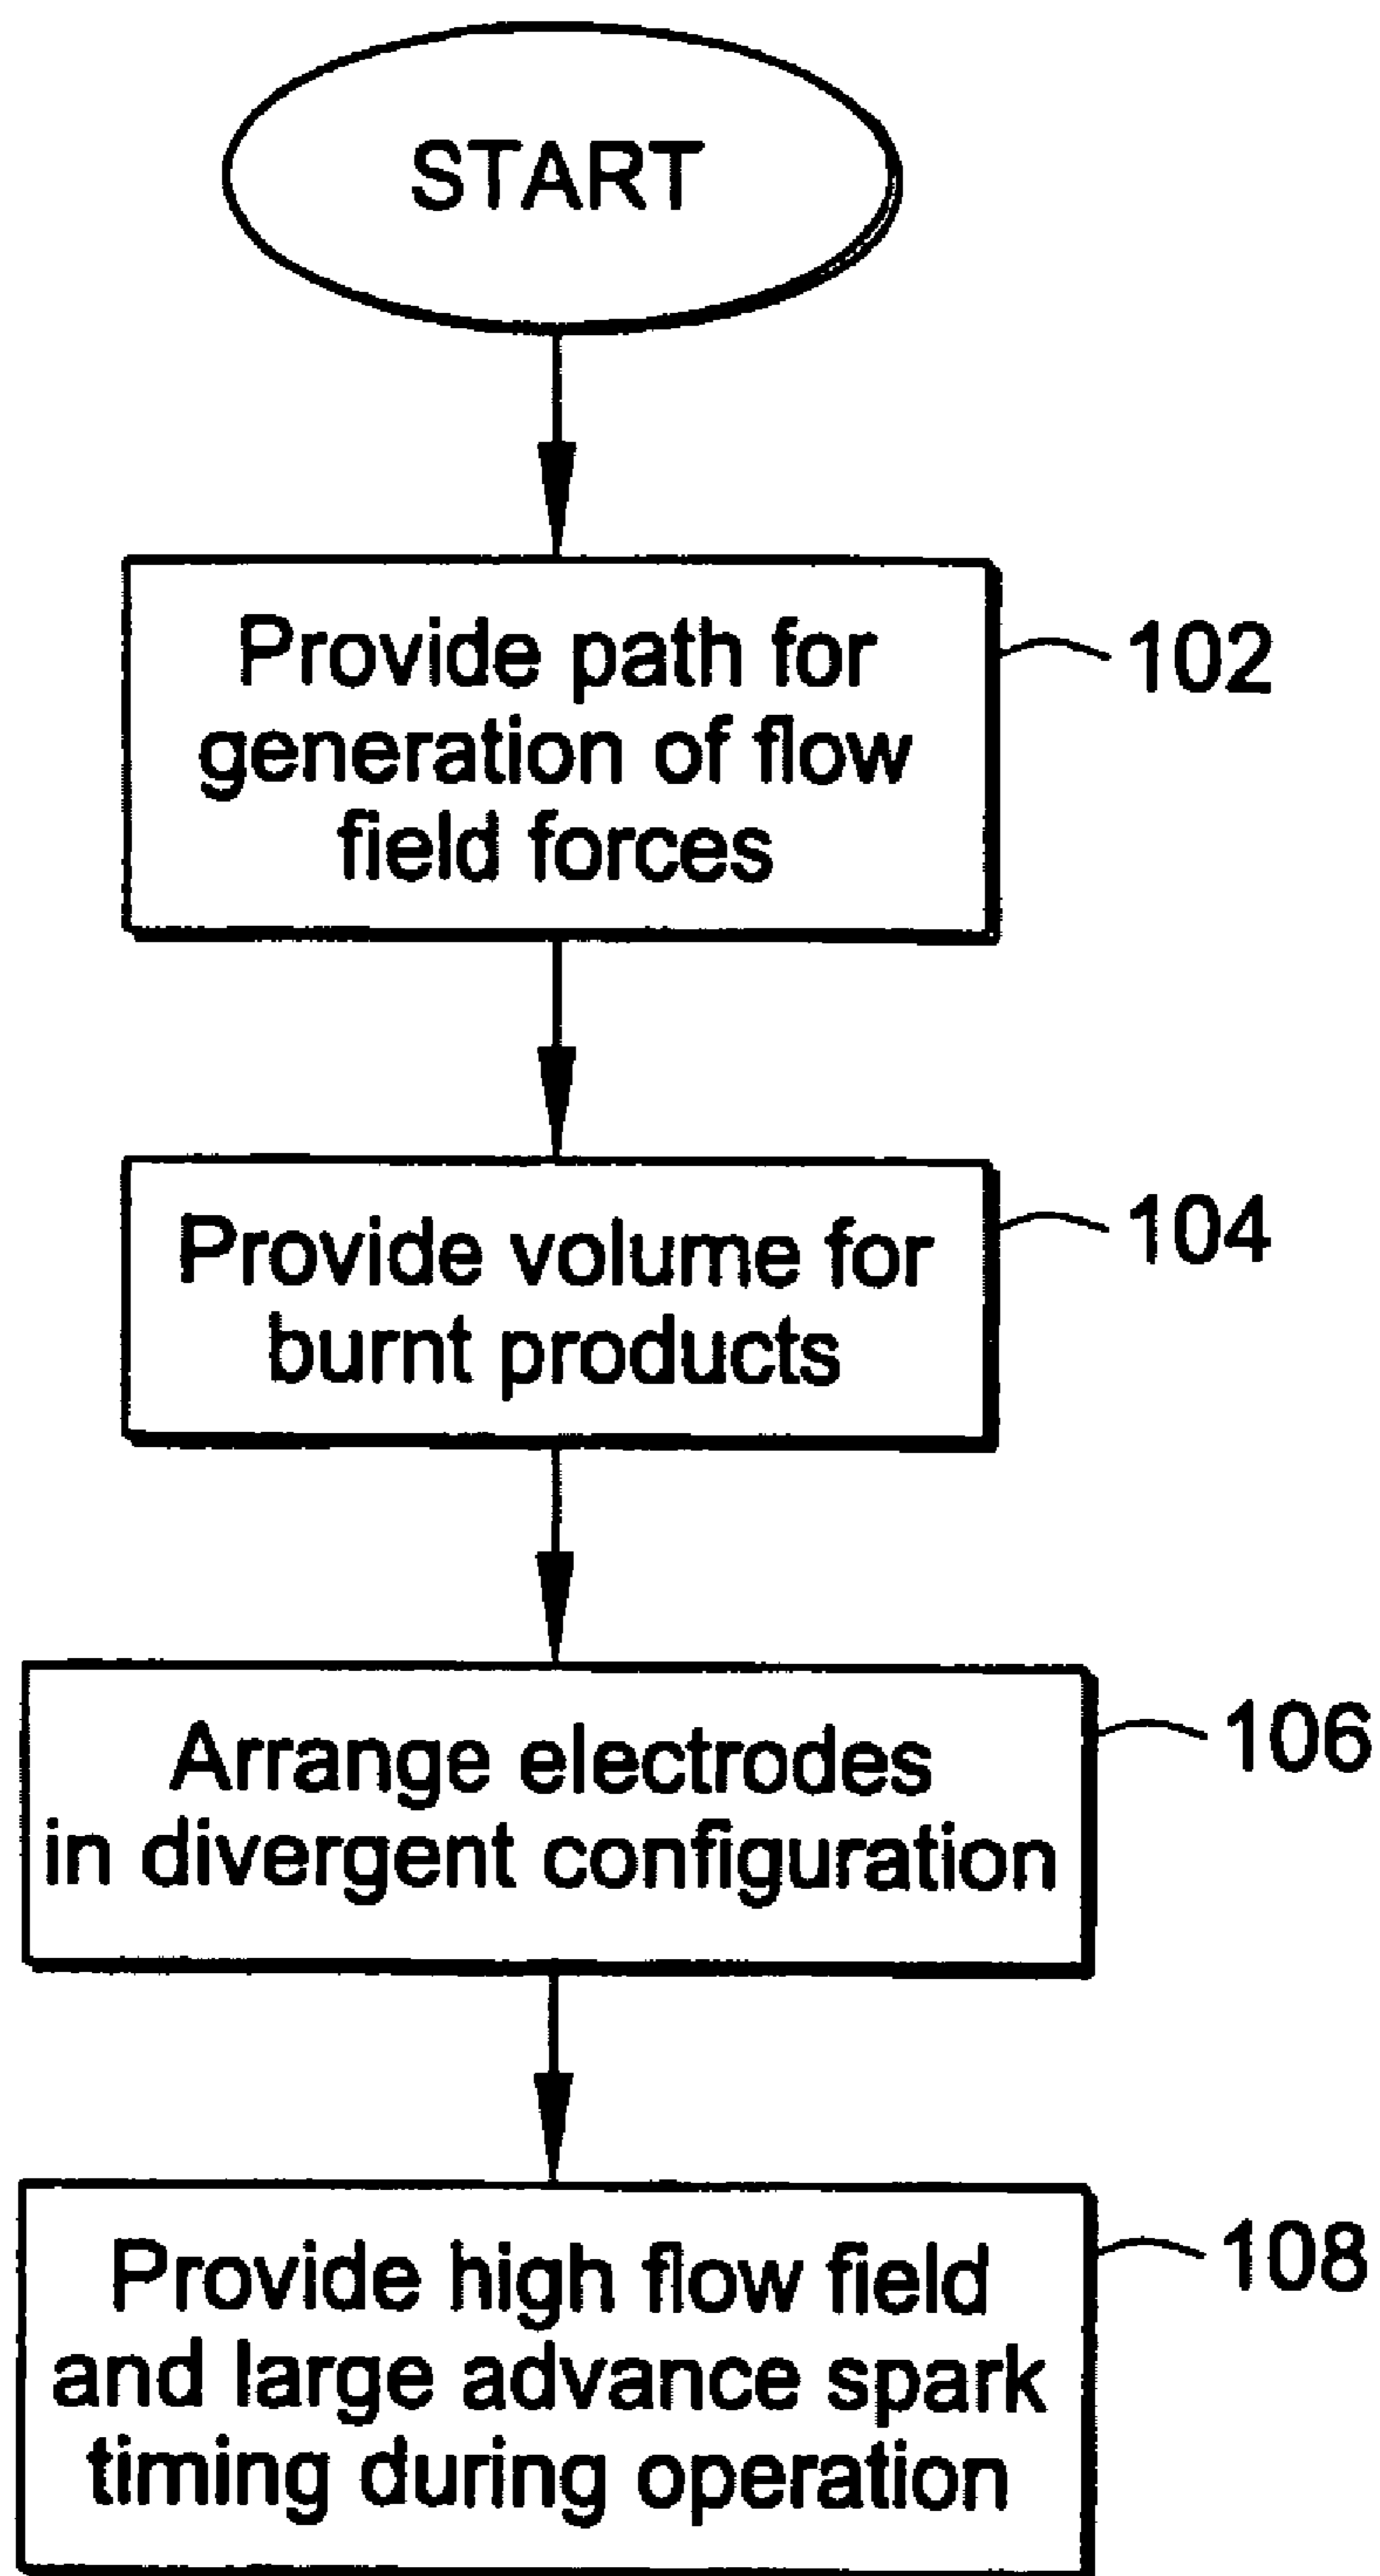 START
Provide path for
generation of flow
field forces
102
Provide volume for
burnt products
104
Arrange electrodes
in divergent configuration
106
Provide high flow field
and large advance spark
timing during operation
108